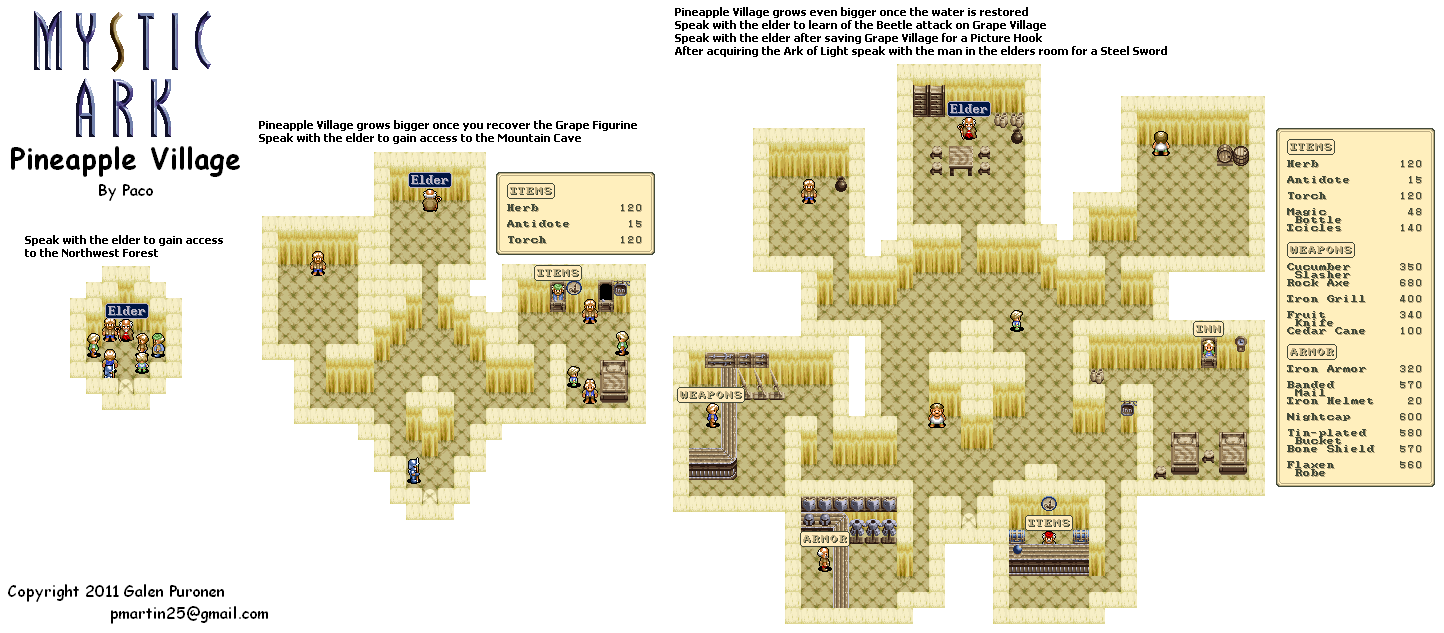 MYSTIC
ARK
Pineapple Village
By Paco
Speak with the elder to gain access
to the Northwest Forest
Elder
Pineapple Village grows bigger once you recover the Grape Figurine
Speak with the elder to gain access to the Mountain Cave
Elder
ITEMS
Herb 120
Antidote 15
Torch 120
ITEMS
INN
Pineapple Village grows even bigger once the water is restored
Speak with the elder to learn of the Beetle attack on Grape Village
Speak with the elder after saving Grape Village for a Picture Hook
After acquiring the Ark of Light speak with the man in the elders room for a Steel Sword
Elder
INN
WEAPONS
INN
ITEMS
ARMOR
ITEMS
Herb 120
Antidote 15
Torch 120
Magic 48
Bottle
Icicles 140
WEAPONS
Cucumber 350
Slasher
Rock Axe 680
Iron Grill 400
Fruit 340
Knife
Cedar Cane 100
ARMOR
Iron Armor 320
Banded 570
Mail
Iron Helmet 20
Nightcap 600
Tin-plated 580
Bucket
Bone Shield 570
Flaxen 560
Robe
Copyright 2011 Galen Puronen
pmartin25@gmail.com